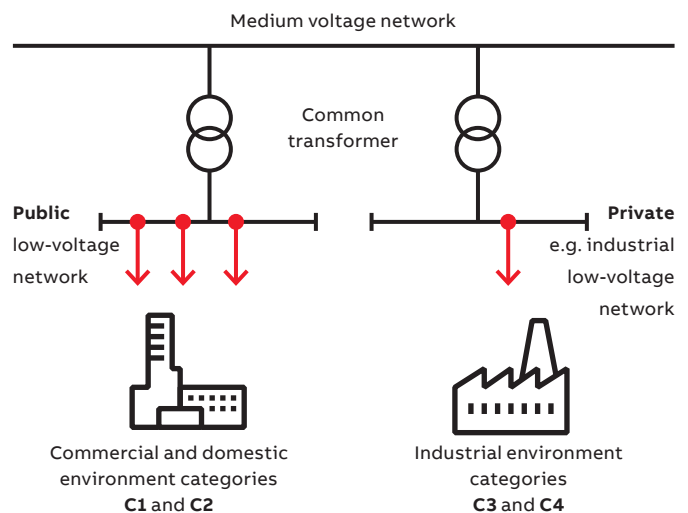 Medium voltage network
Common
transformer
Public
low-voltage
network
Private
e.g. industrial
low-voltage
network
Commercial and domestic
environment categories
C1 and C2
Industrial environment
categories
C3 and C4